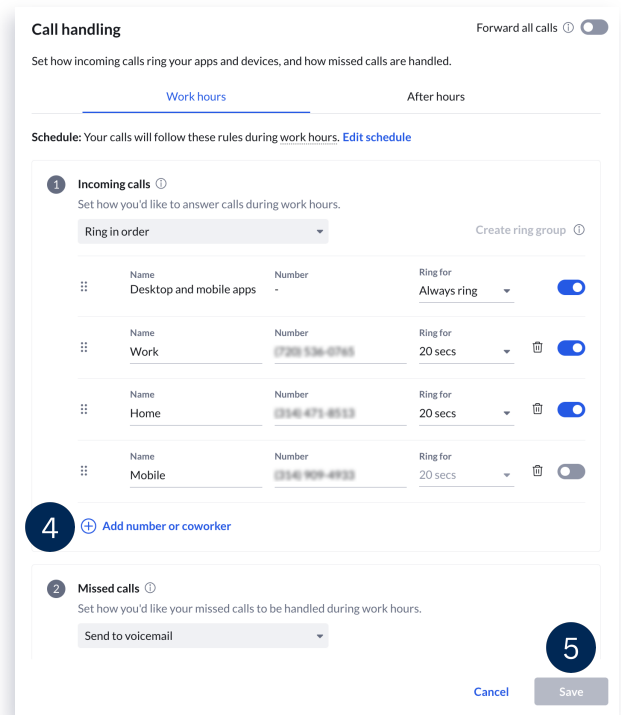 Call handling
Forward all calls
Set how incoming calls ring your apps and devices, and how missed calls are handled.
Work hours After hours
Schedule: Your calls will follow these rules during work hours. Edit schedule
1 Incoming calls
Set how you'd like to answer calls during work hours.
Ring in order
Create ring group
Name Number Ring for
Desktop and mobile apps - Always ring
Name Number Ring for
Work 20 secs
Name Number Ring for
Home 20 secs
Name Number Ring for
Mobile 20 secs
4 Add number or coworker
2 Missed calls
Set how you'd like your missed calls to be handled during work hours.
Send to voicemail
5
Cancel Save